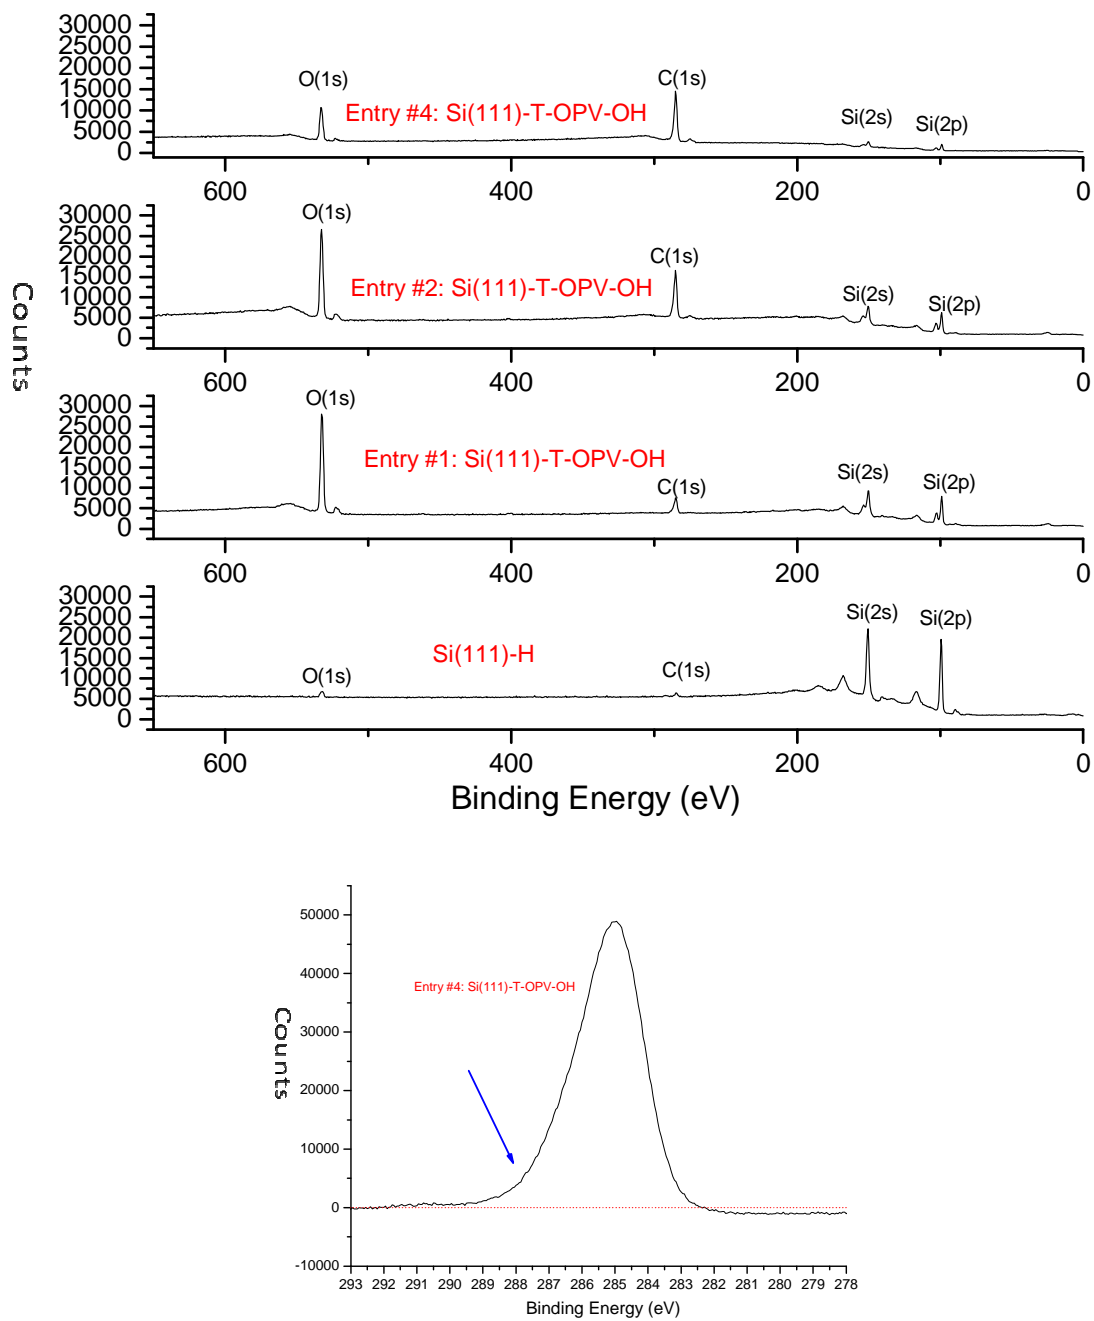 30000
25000
20000
15000
10000
5000
0
O(1s)
C(1s)
Entry #4: Si(111)-T-OPV-OH
Si(2s)
Si(2p)
600
400
200
0
30000
25000
20000
15000
10000
5000
0
O(1s)
C(1s)
Entry #2: Si(111)-T-OPV-OH
Si(2s)
Si(2p)
600
400
200
0
Counts
30000
25000
20000
15000
10000
5000
0
O(1s)
Entry #1: Si(111)-T-OPV-OH
C(1s)
Si(2s)
Si(2p)
600
400
200
0
30000
25000
20000
15000
10000
5000
0
Si(111)-H
O(1s)
C(1s)
Si(2s)
Si(2p)
600
400
200
0
Binding Energy (eV)
50000
40000
30000
20000
10000
0
-10000
Entry #4: Si(111)-T-OPV-OH
Counts
293 292 291 290 289 288 287 286 285 284 283 282 281 280 279 278
Binding Energy (eV)